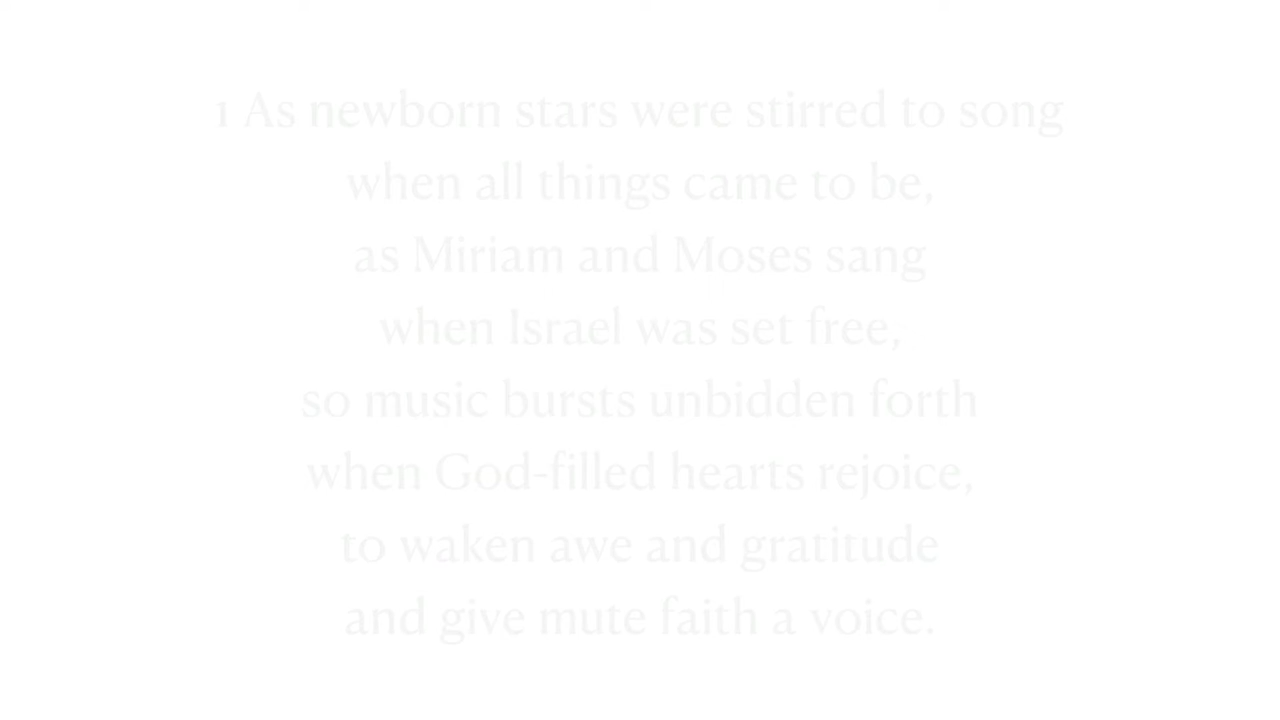 1 As newborn stars were stirred to song
when all things came to be,
as Miriam and Moses sang
when Israel was set free,
so music bursts unbidden forth
when God-filled hearts rejoice,
to waken awe and gratitude
and give mute faith a voice.